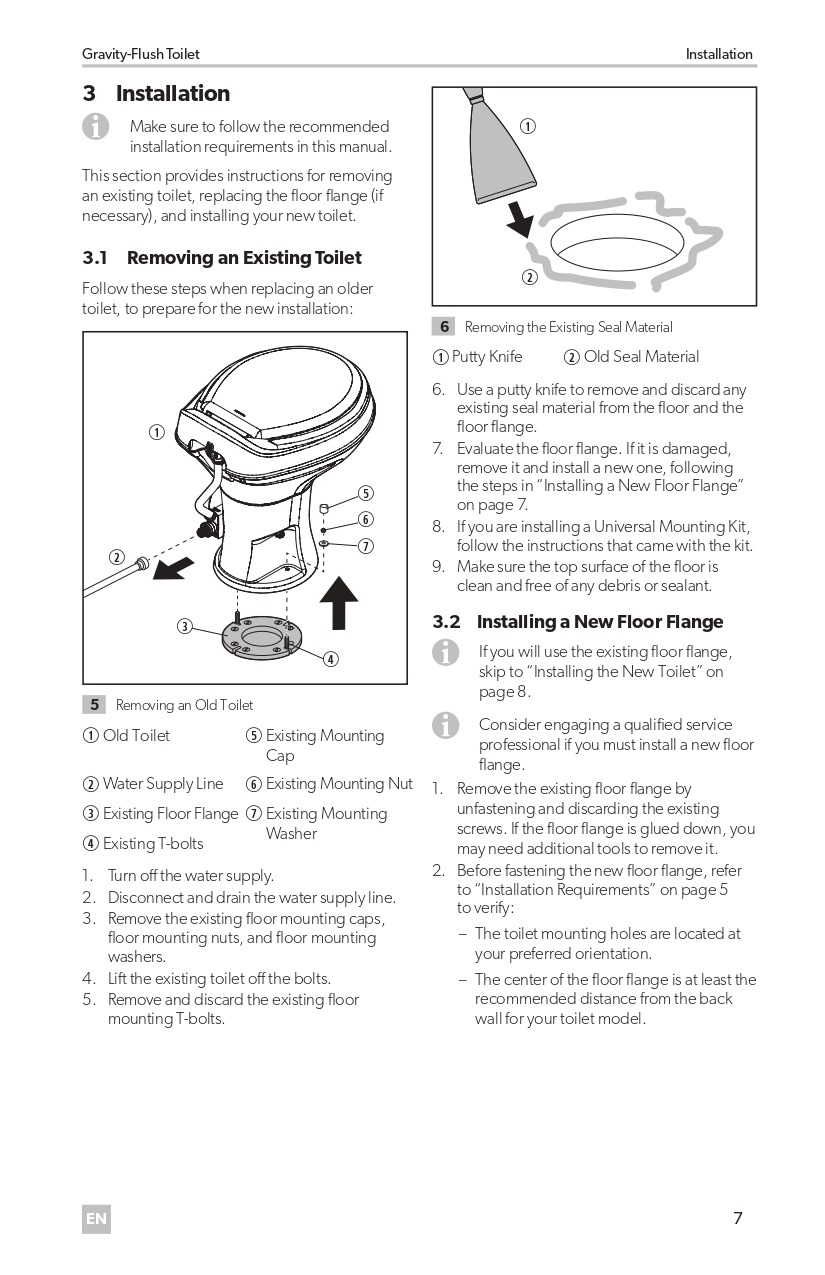 Gravity-Flush Toilet
Installation
3 Installation
Make sure to follow the recommended
installation requirements in this manual.
This section provides instructions for removing
an existing toilet, replacing the floor flange (if
necessary), and installing your new toilet.
3.1 Removing an Existing Toilet
Follow these steps when replacing an older
toilet, to prepare for the new installation:
①
②
③
④
⑤
⑥
⑦
5 Removing an Old Toilet
① Old Toilet
② Water Supply Line
③ Existing Floor Flange
④ Existing T-bolts
⑤ Existing Mounting
Cap
⑥ Existing Mounting Nut
⑦ Existing Mounting
Washer
1. Turn off the water supply.
2. Disconnect and drain the water supply line.
3. Remove the existing floor mounting caps,
floor mounting nuts, and floor mounting
washers.
4. Lift the existing toilet off the bolts.
5. Remove and discard the existing floor
mounting T-bolts.
①
②
6 Removing the Existing Seal Material
① Putty Knife
② Old Seal Material
6. Use a putty knife to remove and discard any
existing seal material from the floor and the
floor flange.
7. Evaluate the floor flange. If it is damaged,
remove it and install a new one, following
the steps in “Installing a New Floor Flange”
on page 7.
8. If you are installing a Universal Mounting Kit,
follow the instructions that came with the kit.
9. Make sure the top surface of the floor is
clean and free of any debris or sealant.
3.2 Installing a New Floor Flange
If you will use the existing floor flange,
skip to “Installing the New Toilet” on
page 8.
Consider engaging a qualified service
professional if you must install a new floor
flange.
1. Remove the existing floor flange by
unfastening and discarding the existing
screws. If the floor flange is glued down, you
may need additional tools to remove it.
2. Before fastening the new floor flange, refer
to “Installation Requirements” on page 5
to verify:
– The toilet mounting holes are located at
your preferred orientation.
– The center of the floor flange is at least the
recommended distance from the back
wall for your toilet model.
EN
7